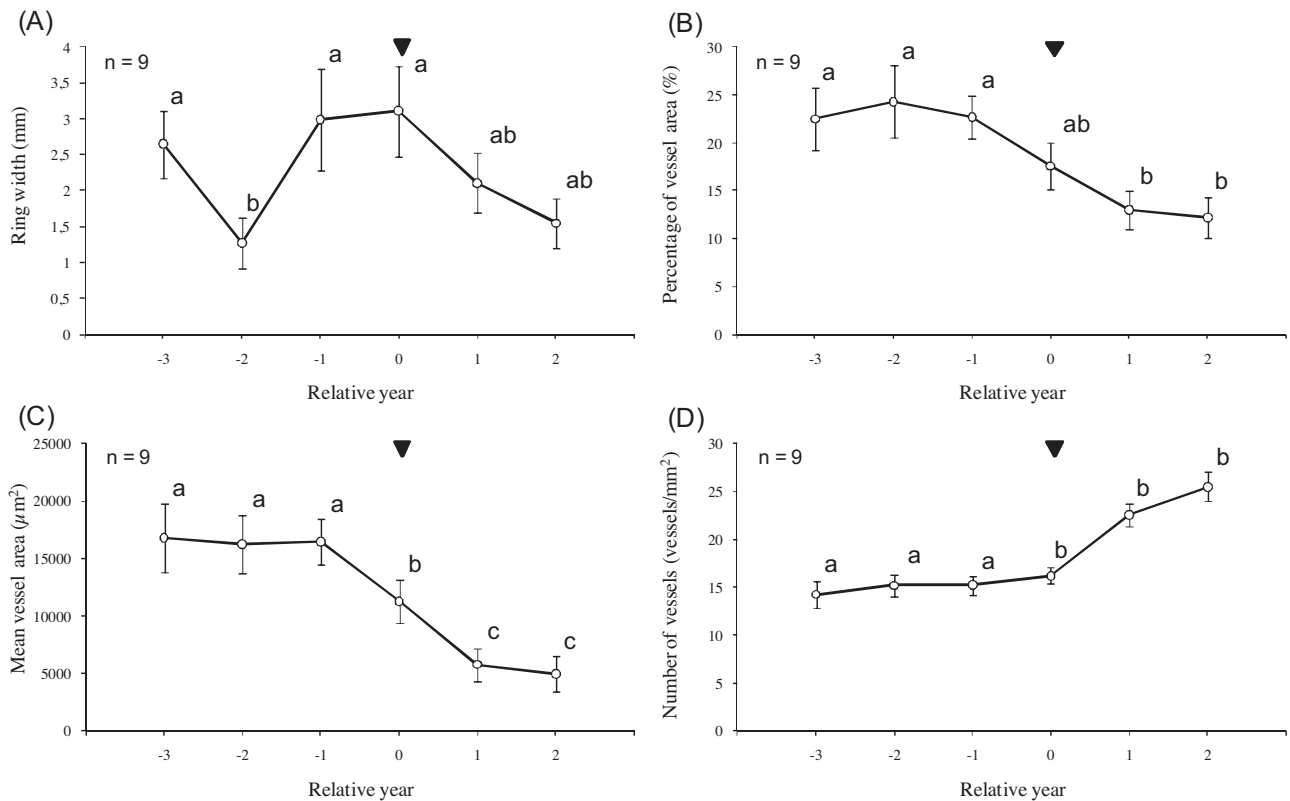 (A)
n = 9
Ring width (mm)
4
3,5
3
2,5
2
1,5
1
0,5
0
a
b
a
a
ab
ab
-3 -2 -1 0 1 2
Relative year
(B)
n = 9
Percentage of vessel area (%)
30
25
20
15
10
5
0
a
a
a
ab
b
b
-3 -2 -1 0 1 2
Relative year
(C)
n = 9
Mean vessel area (µm²)
25000
20000
15000
10000
5000
0
a
a
a
b
c
c
-3 -2 -1 0 1 2
Relative year
(D)
n = 9
Number of vessels (vessels/mm²)
30
25
20
15
10
5
0
a
a
a
b
b
b
-3 -2 -1 0 1 2
Relative year